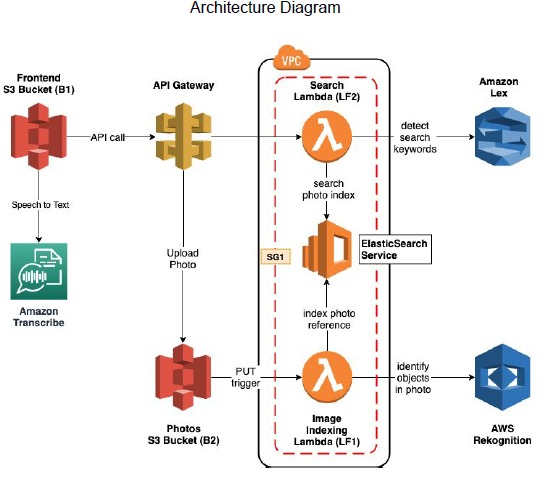 Architecture Diagram
VPC
Frontend
S3 Bucket (B1)
API Gateway
Search
Lambda (LF2)
Amazon
Lex
API call
detect
search
keywords
Speech to Text
search
photo index
Upload
Photo
SG1
ElasticSearch
Service
Amazon
Transcribe
index photo
reference
PUT
trigger
identify
objects
in photo
Photos
S3 Bucket (B2)
Image
Indexing
Lambda (LF1)
AWS
Rekognition